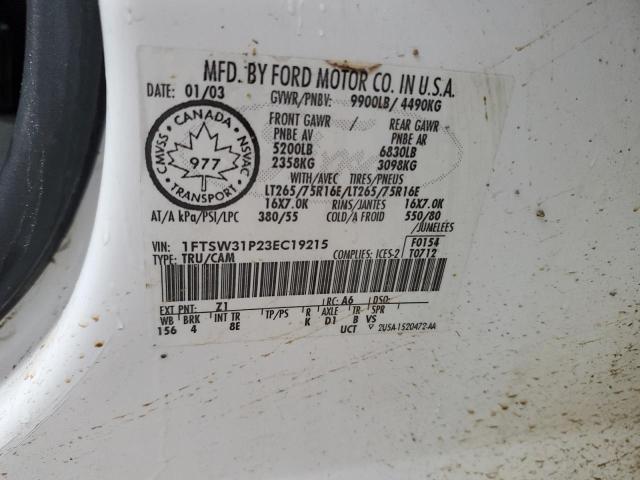 MFD. BY FORD MOTOR CO. IN U.S.A.
DATE: 01/03 GVWR/PNBV: 9900LB/ 4490KG
FRONT GAWR / REAR GAWR
PNBE AV PNBE AR
5200LB 6830LB
2358KG 3098KG
WITH/AVEC TIRES/PNEUS
LT265/75R16E/LT265/75R16E
16X7.0K RIMS/JANTES 16X7.0K
AT/A kPa/PSI/LPC 380/55 COLD/A FROID 550/80
/JUMELEES
CANADA
CMVSS 977 NSVAC
TRANSPORT
VIN: 1FTSW31P23EC19215 F0154
TYPE: TRU/CAM COMPLIES: ICES-2 T0712
EXT PNT: Z1 RC: A6 DSO:
WB BRK INT TR TP/PS R AXLE TR SPR
156 4 8E K D1 B VS
UCT 2U5A-1520472-AA